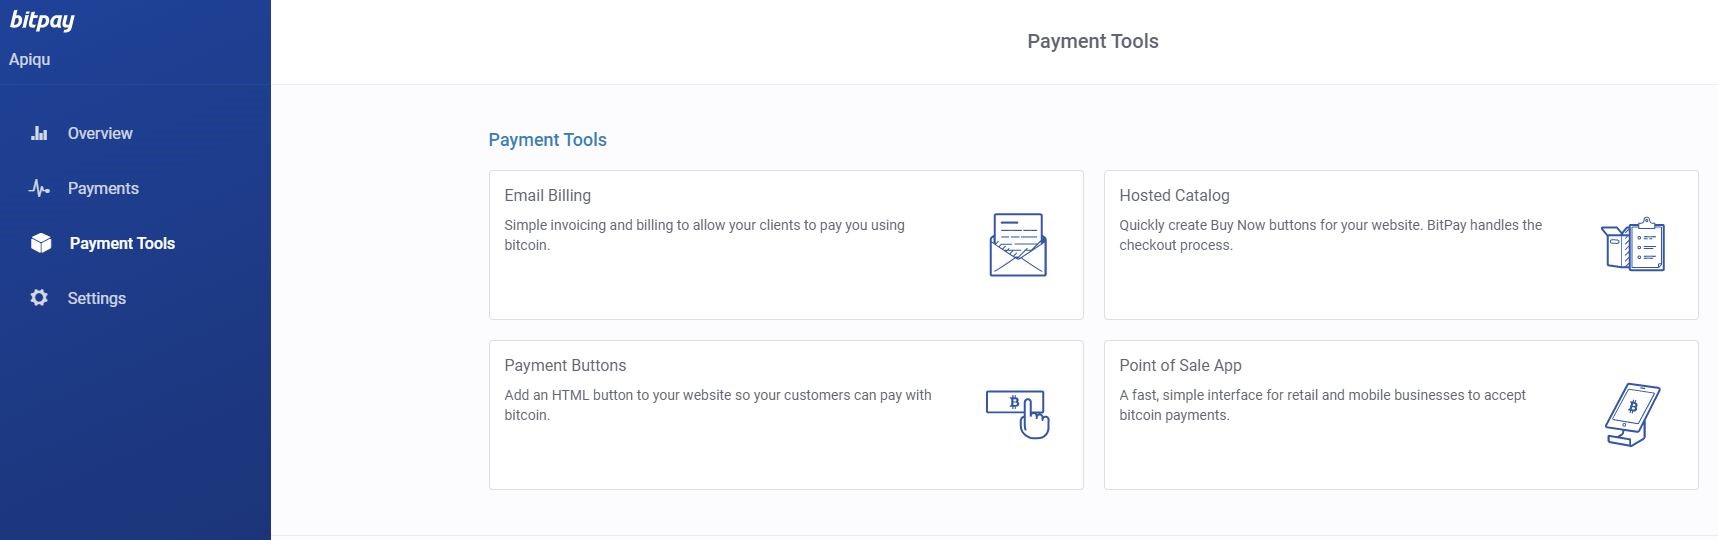 bitpay
Apiqu
Overview
Payments
Payment Tools
Settings
Payment Tools
Payment Tools
Email Billing
Simple invoicing and billing to allow your clients to pay you using
bitcoin.
Hosted Catalog
Quickly create Buy Now buttons for your website. BitPay handles the
checkout process.
Payment Buttons
Add an HTML button to your website so your customers can pay with
bitcoin.
Point of Sale App
A fast, simple interface for retail and mobile businesses to accept
bitcoin payments.